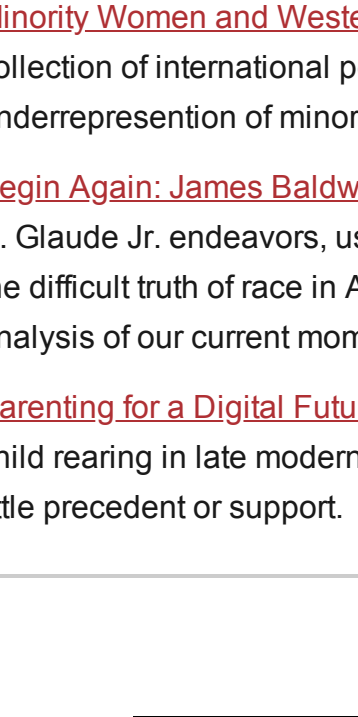 inority Women and Weste
ollection of international p
nderrepresention of minor
egin Again: James Baldw
. Glaude Jr. endeavors, us
e difficult truth of race in A
nalysis of our current mom
arenting for a Digital Futu
hild rearing in late modern
ttle precedent or support.